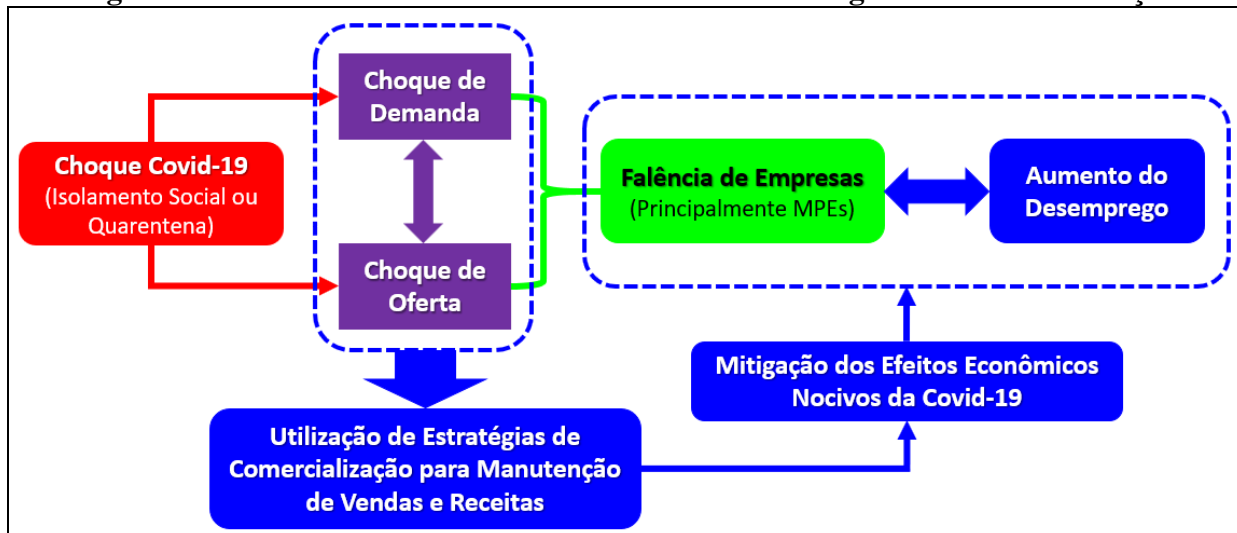 Choque de
Demanda
Choque Covid-19
(Isolamento Social ou
Quarentena)
Falência de Empresas
(Principalmente MPEs)
Aumento do
Desemprego
Choque de
Oferta
Mitigação dos Efeitos Econômicos
Nocivos da Covid-19
Utilização de Estratégias de
Comercialização para Manutenção
de Vendas e Receitas